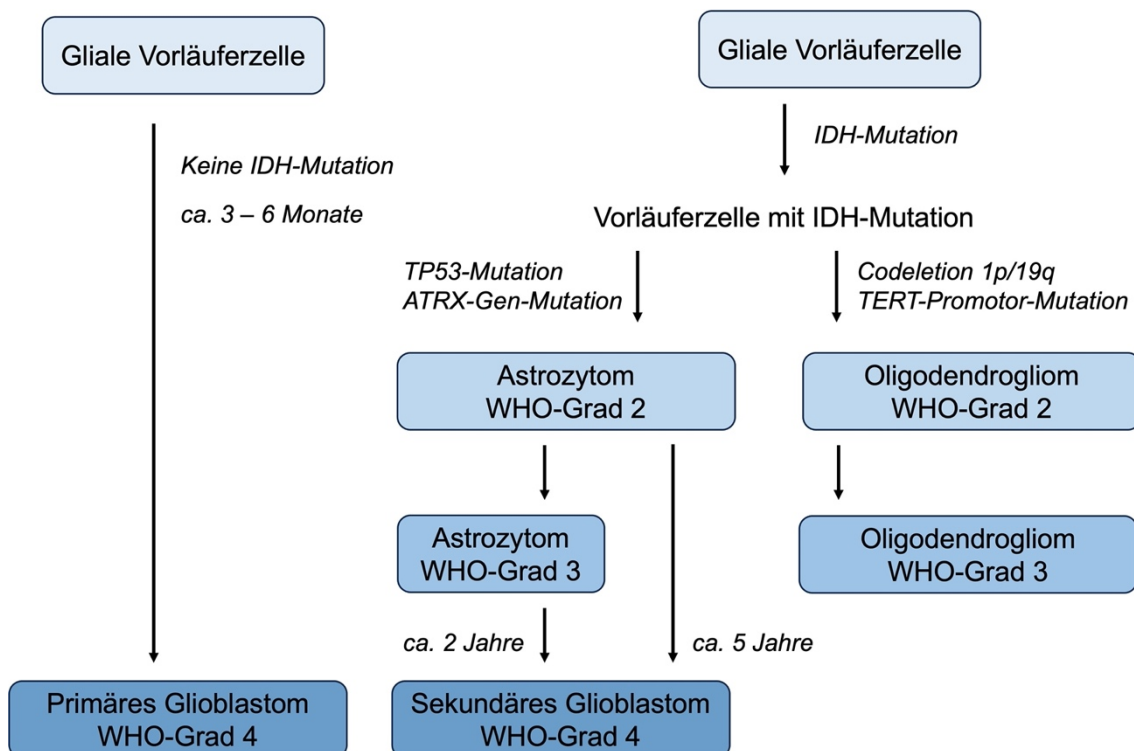 Gliale Vorläuferzelle
Keine IDH-Mutation
ca. 3 – 6 Monate
Primäres Glioblastom
WHO-Grad 4
Gliale Vorläuferzelle
IDH-Mutation
Vorläuferzelle mit IDH-Mutation
TP53-Mutation
ATRX-Gen-Mutation
Codeletion 1p/19q
TERT-Promotor-Mutation
Astrozytom
WHO-Grad 2
Oligodendrogliom
WHO-Grad 2
Astrozytom
WHO-Grad 3
Oligodendrogliom
WHO-Grad 3
ca. 2 Jahre
ca. 5 Jahre
Sekundäres Glioblastom
WHO-Grad 4